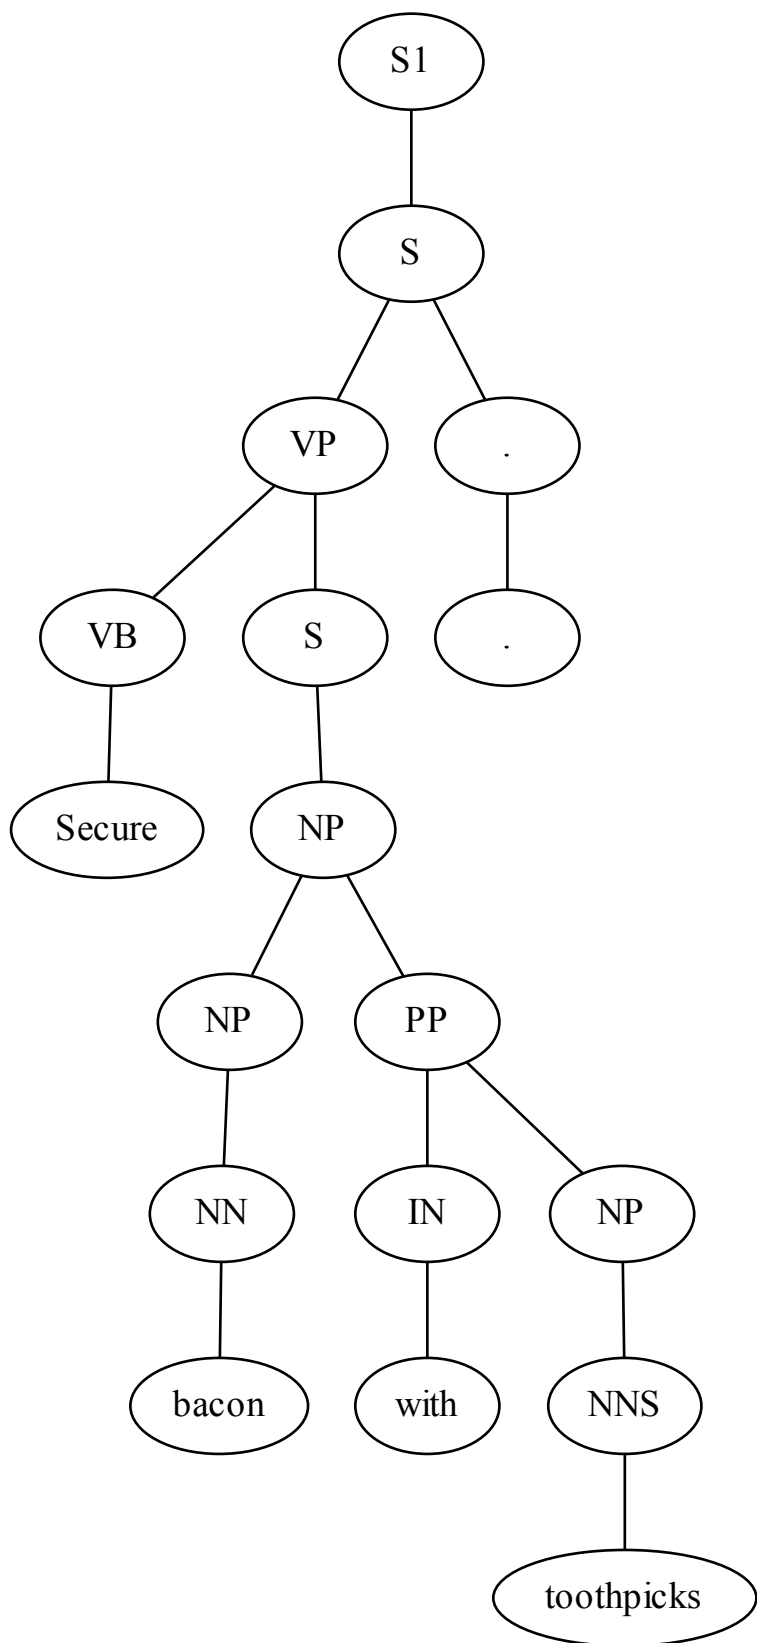 S1
S
VP .
VB S .
Secure NP
NP PP
NN IN NP
bacon with NNS
toothpicks